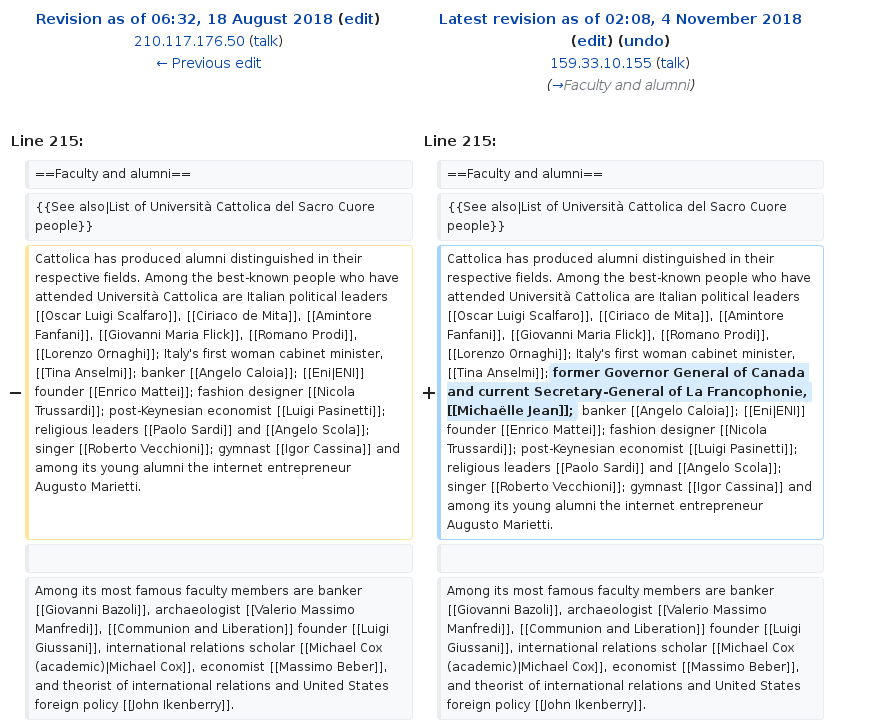 Revision as of 06:32, 18 August 2018 (edit)
210.117.176.50 (talk)
← Previous edit
Latest revision as of 02:08, 4 November 2018
(edit) (undo)
159.33.10.155 (talk)
(→Faculty and alumni)
Line 215:
Line 215:
==Faculty and alumni==
==Faculty and alumni==
{{See also|List of Università Cattolica del Sacro Cuore
people}}
{{See also|List of Università Cattolica del Sacro Cuore
people}}
−
Cattolica has produced alumni distinguished in their
respective fields. Among the best-known people who have
attended Università Cattolica are Italian political leaders
[[Oscar Luigi Scalfaro]], [[Ciriaco de Mita]], [[Amintore
Fanfani]], [[Giovanni Maria Flick]], [[Romano Prodi]],
[[Lorenzo Ornaghi]]; Italy's first woman cabinet minister,
[[Tina Anselmi]]; banker [[Angelo Caloia]]; [[Eni|ENI]]
founder [[Enrico Mattei]]; fashion designer [[Nicola
Trussardi]]; post-Keynesian economist [[Luigi Pasinetti]];
religious leaders [[Paolo Sardi]] and [[Angelo Scola]];
singer [[Roberto Vecchioni]]; gymnast [[Igor Cassina]] and
among its young alumni the internet entrepreneur
Augusto Marietti.
+
Cattolica has produced alumni distinguished in their
respective fields. Among the best-known people who have
attended Università Cattolica are Italian political leaders
[[Oscar Luigi Scalfaro]], [[Ciriaco de Mita]], [[Amintore
Fanfani]], [[Giovanni Maria Flick]], [[Romano Prodi]],
[[Lorenzo Ornaghi]]; Italy's first woman cabinet minister,
[[Tina Anselmi]]; former Governor General of Canada
and current Secretary-General of La Francophonie,
[[Michaëlle Jean]]; banker [[Angelo Caloia]]; [[Eni|ENI]]
founder [[Enrico Mattei]]; fashion designer [[Nicola
Trussardi]]; post-Keynesian economist [[Luigi Pasinetti]];
religious leaders [[Paolo Sardi]] and [[Angelo Scola]];
singer [[Roberto Vecchioni]]; gymnast [[Igor Cassina]] and
among its young alumni the internet entrepreneur
Augusto Marietti.
Among its most famous faculty members are banker
[[Giovanni Bazoli]], archaeologist [[Valerio Massimo
Manfredi]], [[Communion and Liberation]] founder [[Luigi
Giussani]], international relations scholar [[Michael Cox
(academic)|Michael Cox]], economist [[Massimo Beber]],
and theorist of international relations and United States
foreign policy [[John Ikenberry]].
Among its most famous faculty members are banker
[[Giovanni Bazoli]], archaeologist [[Valerio Massimo
Manfredi]], [[Communion and Liberation]] founder [[Luigi
Giussani]], international relations scholar [[Michael Cox
(academic)|Michael Cox]], economist [[Massimo Beber]],
and theorist of international relations and United States
foreign policy [[John Ikenberry]].